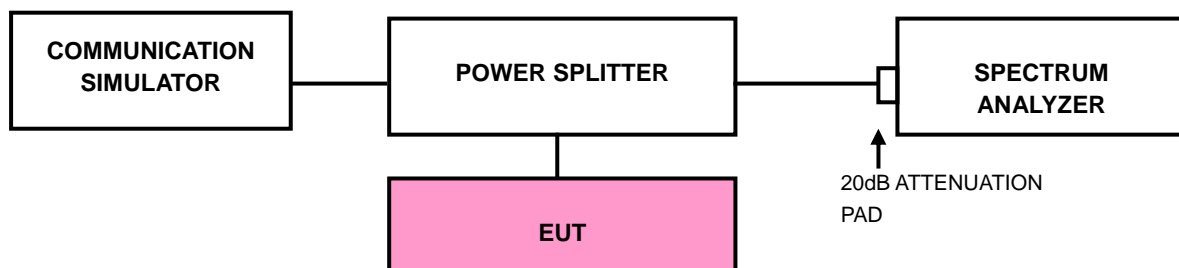 COMMUNICATION
SIMULATOR
POWER SPLITTER
SPECTRUM
ANALYZER
20dB ATTENUATION
PAD
EUT